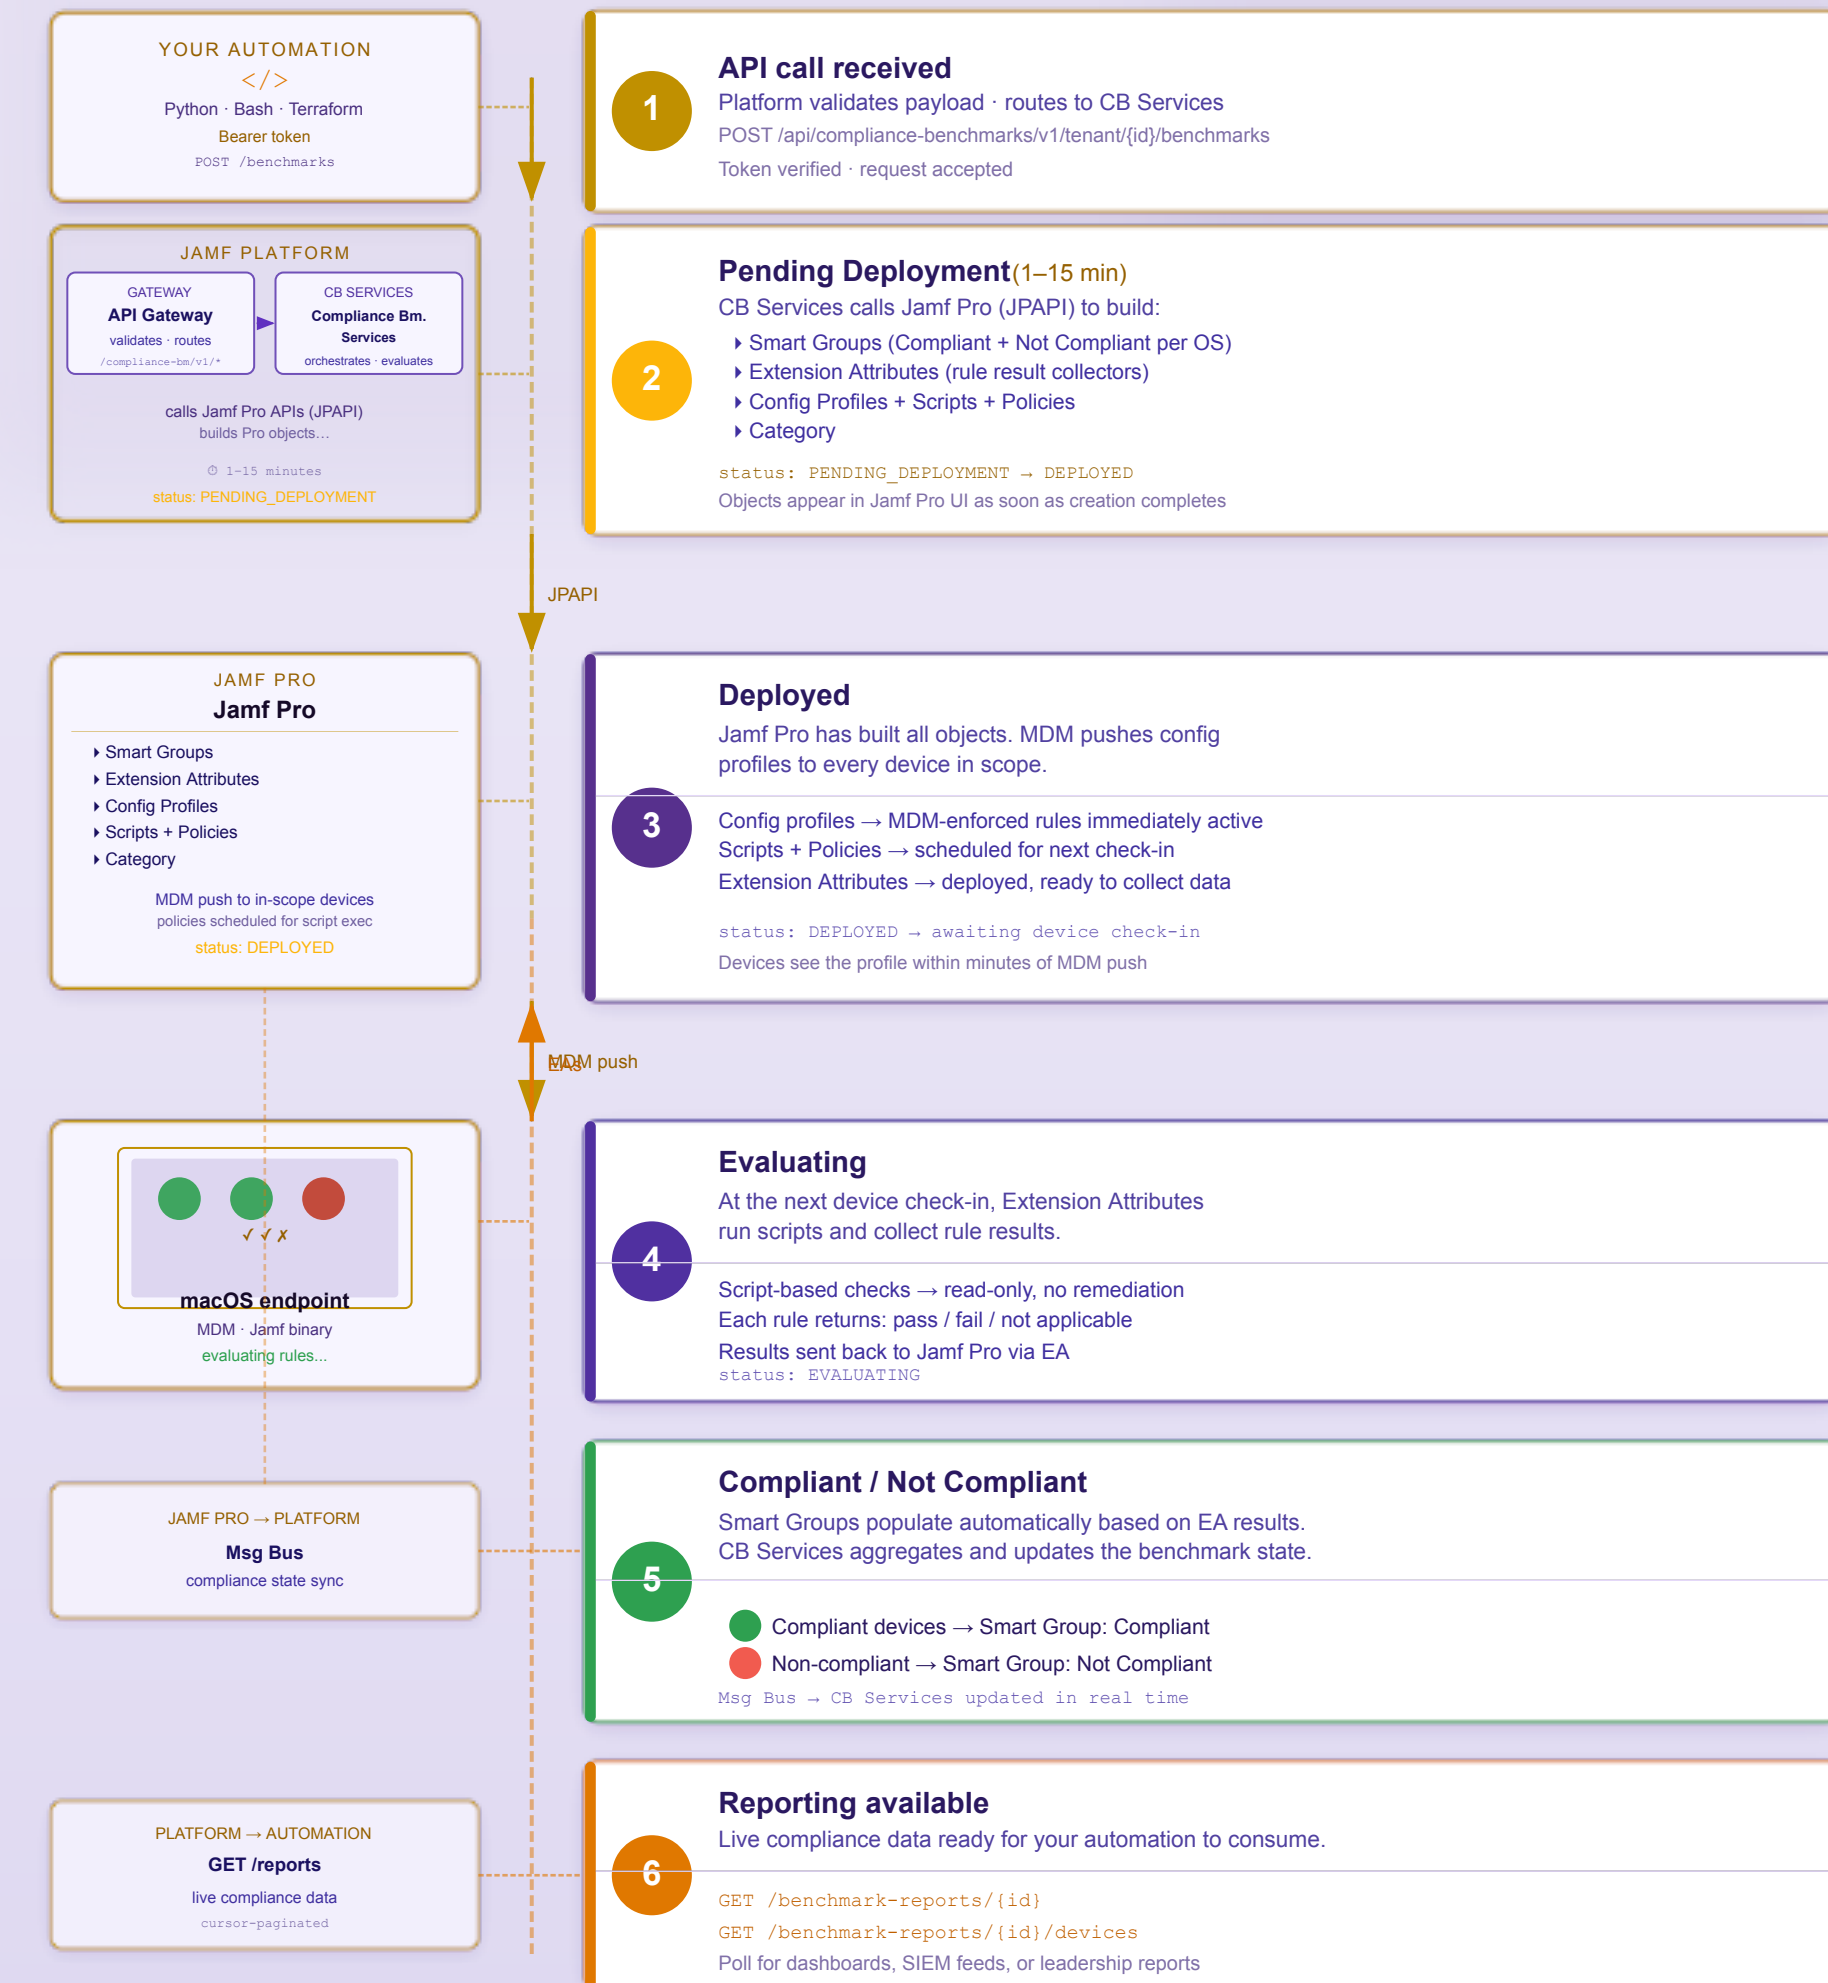 YOUR AUTOMATION
</>
Python · Bash · Terraform
Bearer token
POST /benchmarks
1
API call received
Platform validates payload · routes to CB Services
POST /api/compliance-benchmarks/v1/tenant/{id}/benchmarks
Token verified · request accepted
JAMF PLATFORM
GATEWAY
API Gateway
validates · routes
/compliance-bm/v1/*
CB SERVICES
Compliance Bm.
Services
orchestrates · evaluates
calls Jamf Pro APIs (JPAPI)
builds Pro objects…
⏱ 1–15 minutes
status: PENDING_DEPLOYMENT
2
Pending Deployment(1–15 min)
CB Services calls Jamf Pro (JPAPI) to build:
Smart Groups (Compliant + Not Compliant per OS)
Extension Attributes (rule result collectors)
Config Profiles + Scripts + Policies
Category
status: PENDING_DEPLOYMENT → DEPLOYED
Objects appear in Jamf Pro UI as soon as creation completes
JPAPI
JAMF PRO
Jamf Pro
Smart Groups
Extension Attributes
Config Profiles
Scripts + Policies
Category
MDM push to in-scope devices
policies scheduled for script exec
status: DEPLOYED
3
Deployed
Jamf Pro has built all objects. MDM pushes config
profiles to every device in scope.
Config profiles → MDM-enforced rules immediately active
Scripts + Policies → scheduled for next check-in
Extension Attributes → deployed, ready to collect data
status: DEPLOYED → awaiting device check-in
Devices see the profile within minutes of MDM push
MDM push
EAs
✓ ✓ ✗
macOS endpoint
MDM · Jamf binary
evaluating rules...
4
Evaluating
At the next device check-in, Extension Attributes
run scripts and collect rule results.
Script-based checks → read-only, no remediation
Each rule returns: pass / fail / not applicable
Results sent back to Jamf Pro via EA
status: EVALUATING
JAMF PRO → PLATFORM
Msg Bus
compliance state sync
5
Compliant / Not Compliant
Smart Groups populate automatically based on EA results.
CB Services aggregates and updates the benchmark state.
Compliant devices → Smart Group: Compliant
Non-compliant → Smart Group: Not Compliant
Msg Bus → CB Services updated in real time
PLATFORM → AUTOMATION
GET /reports
live compliance data
cursor-paginated
6
Reporting available
Live compliance data ready for your automation to consume.
GET /benchmark-reports/{id}
GET /benchmark-reports/{id}/devices
Poll for dashboards, SIEM feeds, or leadership reports